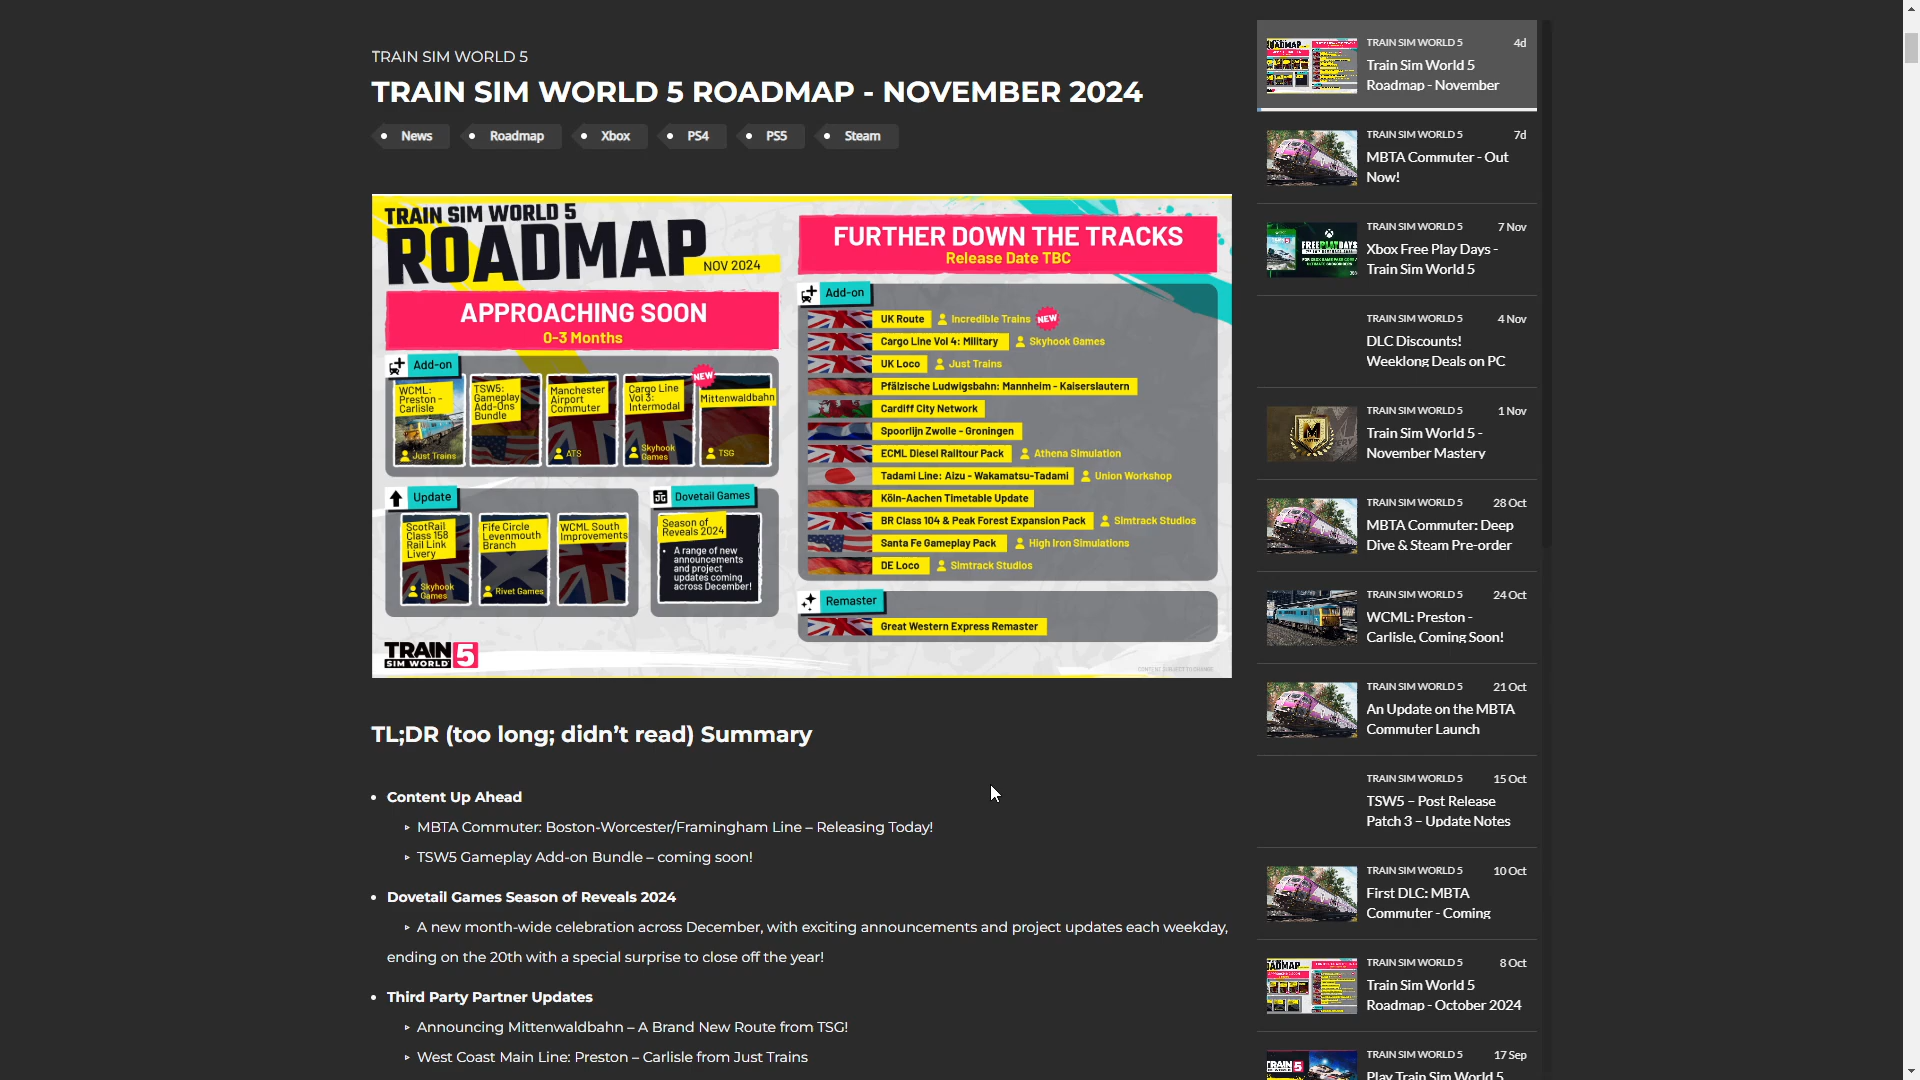 TRAIN SIM WORLD 5
TRAIN SIM WORLD 5 ROADMAP - NOVEMBER 2024
News
Roadmap
Xbox
PS4
PS5
Steam
TRAIN SIM WORLD 5
ROADMAP
NOV 2024
APPROACHING SOON
0-3 Months
Add-on
WCML:
Preston -
Carlisle
Just Trains
TSW5:
Gameplay
Add-Ons
Bundle
Manchester
Airport
Commuter
ATS
Cargo Line
Vol 3:
Intermodal
Skyhook
Games
NEW
Mittenwaldbahn
TSG
Update
ScotRail
Class 158
Rail Link
Livery
Skyhook
Games
Fife Circle
Levenmouth
Branch
Rivet Games
WCML South
Improvements
Dovetail Games
Season of
Reveals 2024
• A range of new
announcements
and project
updates coming
across December!
TRAIN
SIM WORLD 5
FURTHER DOWN THE TRACKS
Release Date TBC
Add-on
UK Route Incredible Trains NEW
Cargo Line Vol 4: Military Skyhook Games
UK Loco Just Trains
Pfälzische Ludwigsbahn: Mannheim - Kaiserslautern
Cardiff City Network
Spoorlijn Zwolle - Groningen
ECML Diesel Railtour Pack Athena Simulation
Tadami Line: Aizu - Wakamatsu-Tadami Union Workshop
Köln-Aachen Timetable Update
BR Class 104 & Peak Forest Expansion Pack Simtrack Studios
Santa Fe Gameplay Pack High Iron Simulations
DE Loco Simtrack Studios
Remaster
Great Western Express Remaster
CONTENT SUBJECT TO CHANGE
TL;DR (too long; didn’t read) Summary
• Content Up Ahead
▹ MBTA Commuter: Boston-Worcester/Framingham Line – Releasing Today!
▹ TSW5 Gameplay Add-on Bundle – coming soon!
• Dovetail Games Season of Reveals 2024
▹ A new month-wide celebration across December, with exciting announcements and project updates each weekday,
ending on the 20th with a special surprise to close off the year!
• Third Party Partner Updates
▹ Announcing Mittenwaldbahn – A Brand New Route from TSG!
▹ West Coast Main Line: Preston – Carlisle from Just Trains
TRAIN SIM WORLD 5 4d
Train Sim World 5
Roadmap - November
TRAIN SIM WORLD 5 7d
MBTA Commuter - Out
Now!
TRAIN SIM WORLD 5 7 Nov
Xbox Free Play Days -
Train Sim World 5
FREEPLAYDAYS
TRAIN SIM WORLD 5 4 Nov
DLC Discounts!
Weeklong Deals on PC
TRAIN SIM WORLD 5 1 Nov
Train Sim World 5 -
November Mastery
TRAIN SIM WORLD 5 28 Oct
MBTA Commuter: Deep
Dive & Steam Pre-order
TRAIN SIM WORLD 5 24 Oct
WCML: Preston -
Carlisle, Coming Soon!
TRAIN SIM WORLD 5 21 Oct
An Update on the MBTA
Commuter Launch
TRAIN SIM WORLD 5 15 Oct
TSW5 – Post Release
Patch 3 – Update Notes
TRAIN SIM WORLD 5 10 Oct
First DLC: MBTA
Commuter - Coming
TRAIN SIM WORLD 5 8 Oct
Train Sim World 5
Roadmap - October 2024
TRAIN SIM WORLD 5 17 Sep
Play Train Sim World 5